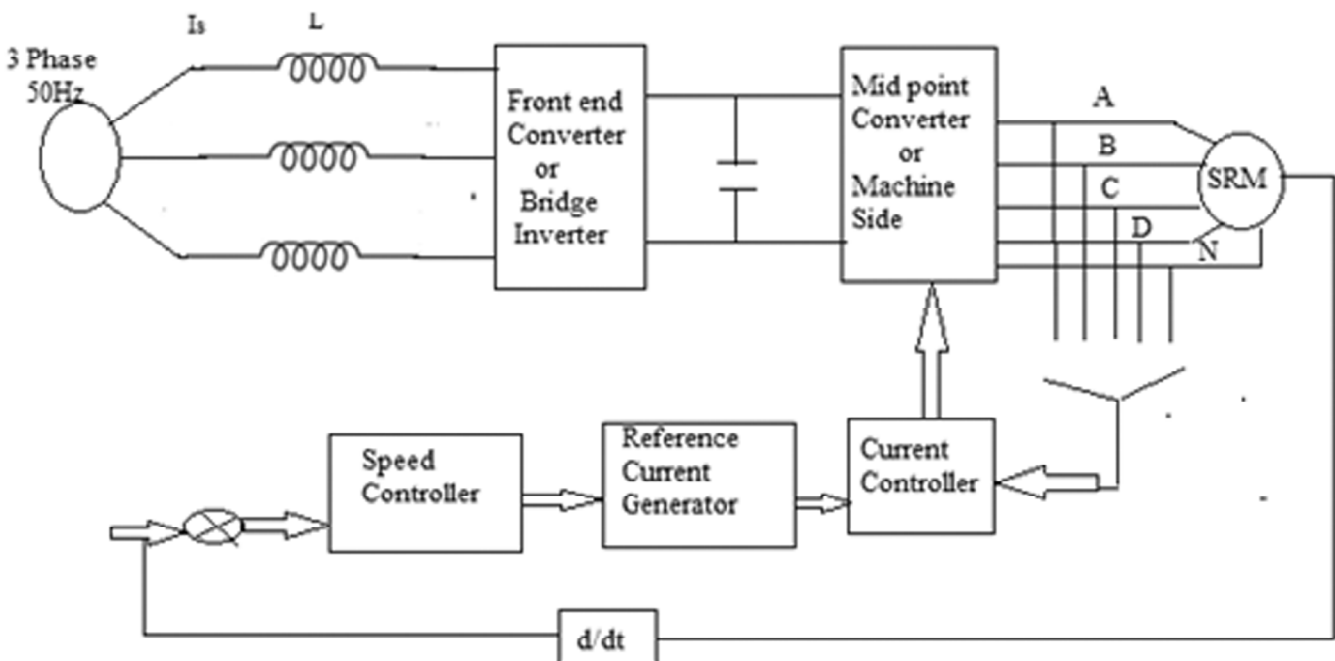 Is
L
3 Phase
50Hz
Front end
Converter
or
Bridge
Inverter
Mid point
Converter
or
Machine
Side
A
B
C
D
N
SRM
Speed
Controller
Reference
Current
Generator
Current
Controller
d/dt